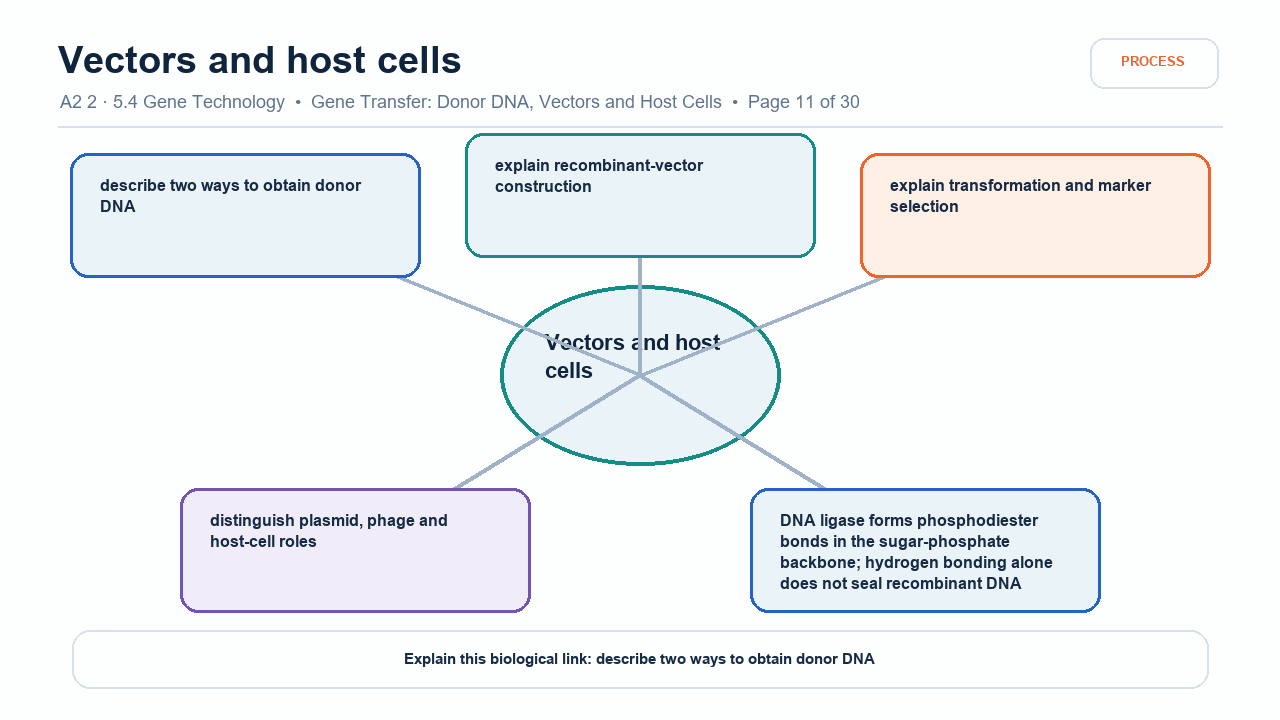 Vectors and host cells
PROCESS
A2 2 · 5.4 Gene Technology • Gene Transfer: Donor DNA, Vectors and Host Cells • Page 11 of 30
describe two ways to obtain donor
DNA
explain recombinant-vector
construction
explain transformation and marker
selection
Vectors and host
cells
distinguish plasmid, phage and
host-cell roles
DNA ligase forms phosphodiester
bonds in the sugar-phosphate
backbone; hydrogen bonding alone
does not seal recombinant DNA
Explain this biological link: describe two ways to obtain donor DNA